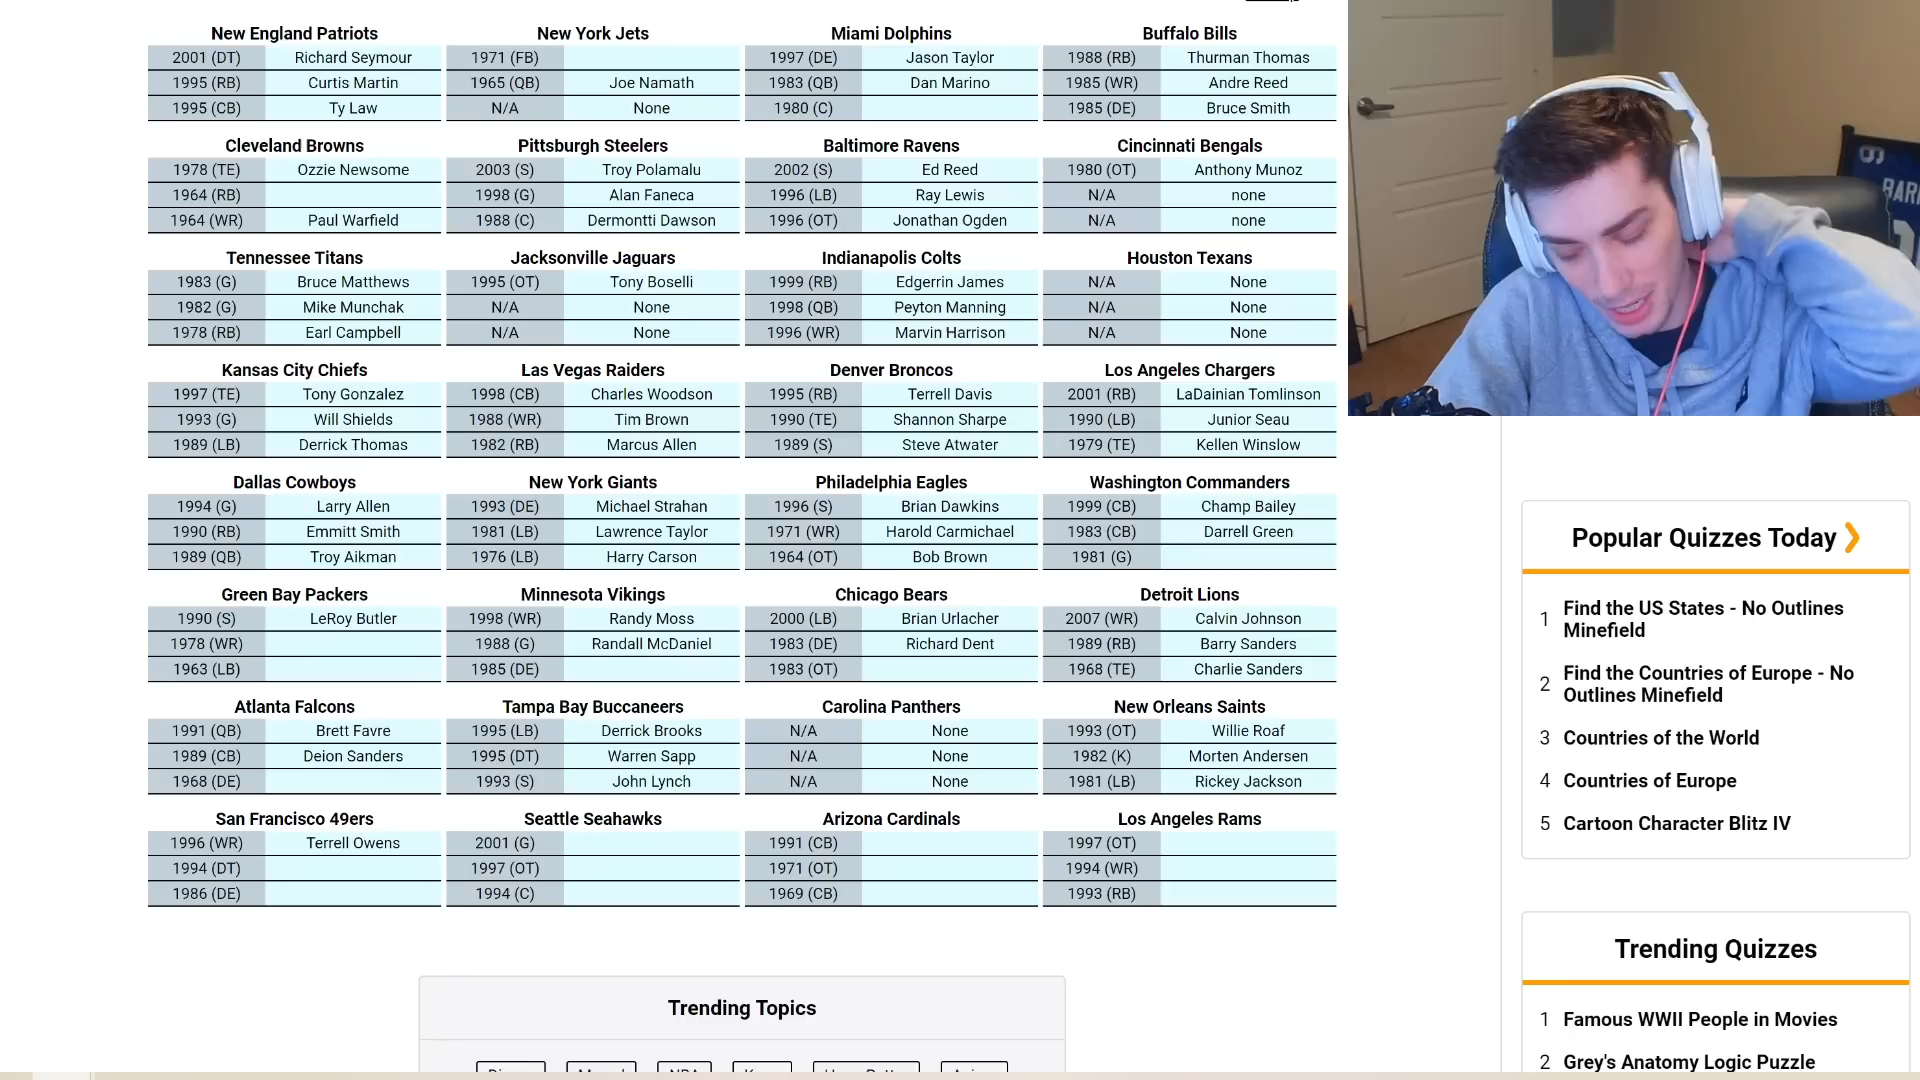 New England Patriots
2001 (DT) Richard Seymour
1995 (RB) Curtis Martin
1995 (CB) Ty Law
New York Jets
1971 (FB)
1965 (QB) Joe Namath
N/A None
Miami Dolphins
1997 (DE) Jason Taylor
1983 (QB) Dan Marino
1980 (C)
Buffalo Bills
1988 (RB) Thurman Thomas
1985 (WR) Andre Reed
1985 (DE) Bruce Smith
Cleveland Browns
1978 (TE) Ozzie Newsome
1964 (RB)
1964 (WR) Paul Warfield
Pittsburgh Steelers
2003 (S) Troy Polamalu
1998 (G) Alan Faneca
1988 (C) Dermontti Dawson
Baltimore Ravens
2002 (S) Ed Reed
1996 (LB) Ray Lewis
1996 (OT) Jonathan Ogden
Cincinnati Bengals
1980 (OT) Anthony Munoz
N/A none
N/A none
Tennessee Titans
1983 (G) Bruce Matthews
1982 (G) Mike Munchak
1978 (RB) Earl Campbell
Jacksonville Jaguars
1995 (OT) Tony Boselli
N/A None
N/A None
Indianapolis Colts
1999 (RB) Edgerrin James
1998 (QB) Peyton Manning
1996 (WR) Marvin Harrison
Houston Texans
N/A None
N/A None
N/A None
Kansas City Chiefs
1997 (TE) Tony Gonzalez
1993 (G) Will Shields
1989 (LB) Derrick Thomas
Las Vegas Raiders
1998 (CB) Charles Woodson
1988 (WR) Tim Brown
1982 (RB) Marcus Allen
Denver Broncos
1995 (RB) Terrell Davis
1990 (TE) Shannon Sharpe
1989 (S) Steve Atwater
Los Angeles Chargers
2001 (RB) LaDainian Tomlinson
1990 (LB) Junior Seau
1979 (TE) Kellen Winslow
Dallas Cowboys
1994 (G) Larry Allen
1990 (RB) Emmitt Smith
1989 (QB) Troy Aikman
New York Giants
1993 (DE) Michael Strahan
1981 (LB) Lawrence Taylor
1976 (LB) Harry Carson
Philadelphia Eagles
1996 (S) Brian Dawkins
1971 (WR) Harold Carmichael
1964 (OT) Bob Brown
Washington Commanders
1999 (CB) Champ Bailey
1983 (CB) Darrell Green
1981 (G)
Green Bay Packers
1990 (S) LeRoy Butler
1978 (WR)
1963 (LB)
Minnesota Vikings
1998 (WR) Randy Moss
1988 (G) Randall McDaniel
1985 (DE)
Chicago Bears
2000 (LB) Brian Urlacher
1983 (DE) Richard Dent
1983 (OT)
Detroit Lions
2007 (WR) Calvin Johnson
1989 (RB) Barry Sanders
1968 (TE) Charlie Sanders
Atlanta Falcons
1991 (QB) Brett Favre
1989 (CB) Deion Sanders
1968 (DE)
Tampa Bay Buccaneers
1995 (LB) Derrick Brooks
1995 (DT) Warren Sapp
1993 (S) John Lynch
Carolina Panthers
N/A None
N/A None
N/A None
New Orleans Saints
1993 (OT) Willie Roaf
1982 (K) Morten Andersen
1981 (LB) Rickey Jackson
San Francisco 49ers
1996 (WR) Terrell Owens
1994 (DT)
1986 (DE)
Seattle Seahawks
2001 (G)
1997 (OT)
1994 (C)
Arizona Cardinals
1991 (CB)
1971 (OT)
1969 (CB)
Los Angeles Rams
1997 (OT)
1994 (WR)
1993 (RB)
Trending Topics
BAR
Popular Quizzes Today
1 Find the US States - No Outlines
Minefield
2 Find the Countries of Europe - No
Outlines Minefield
3 Countries of the World
4 Countries of Europe
5 Cartoon Character Blitz IV
Trending Quizzes
1 Famous WWII People in Movies
2 Grey's Anatomy Logic Puzzle